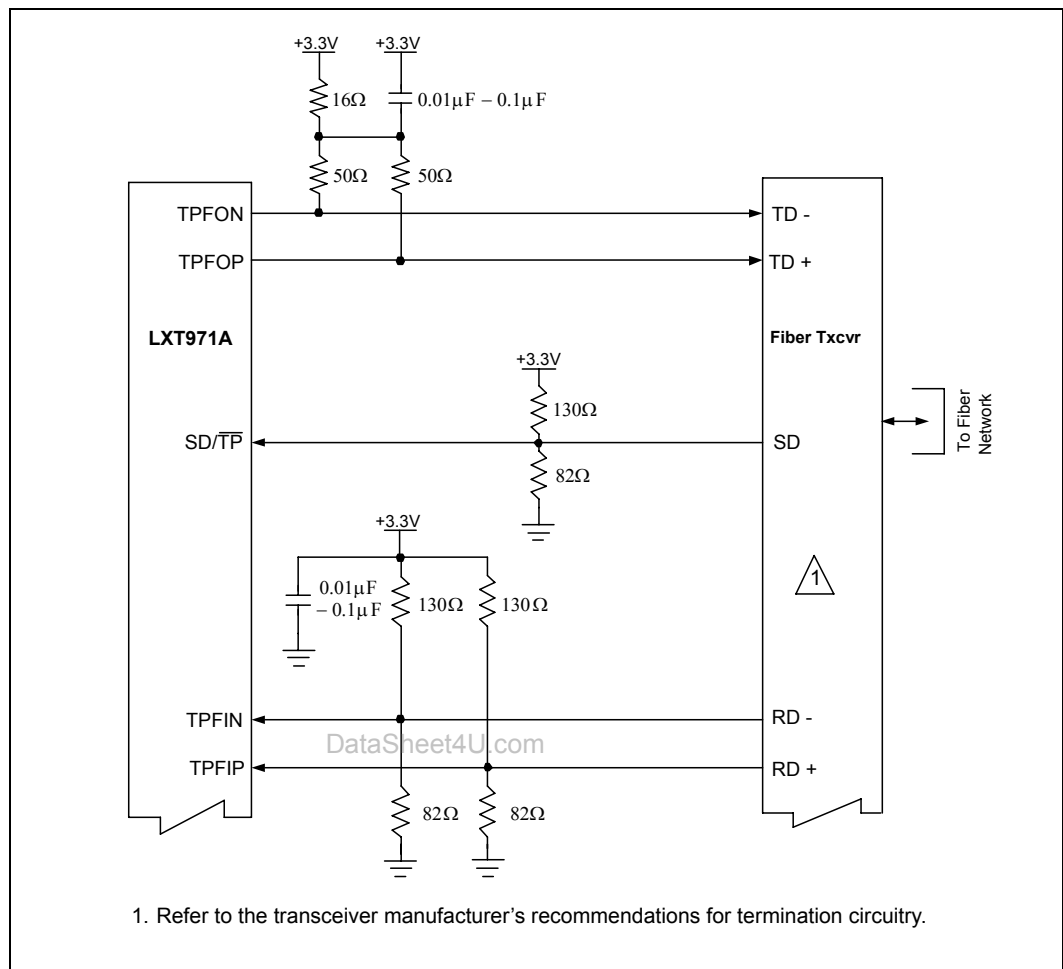 +3.3V +3.3V
16Ω 0.01μF – 0.1μF
50Ω 50Ω
TPFON TD -
TPFOP TD +
LXT971A Fiber Txcvr
+3.3V
130Ω
SD/T̅P̅ SD
82Ω
To Fiber
Network
+3.3V
0.01μF
– 0.1μF 130Ω 130Ω
1
TPFIN RD -
DataSheet4U.com
TPFIP RD +
82Ω 82Ω
1. Refer to the transceiver manufacturer’s recommendations for termination circuitry.